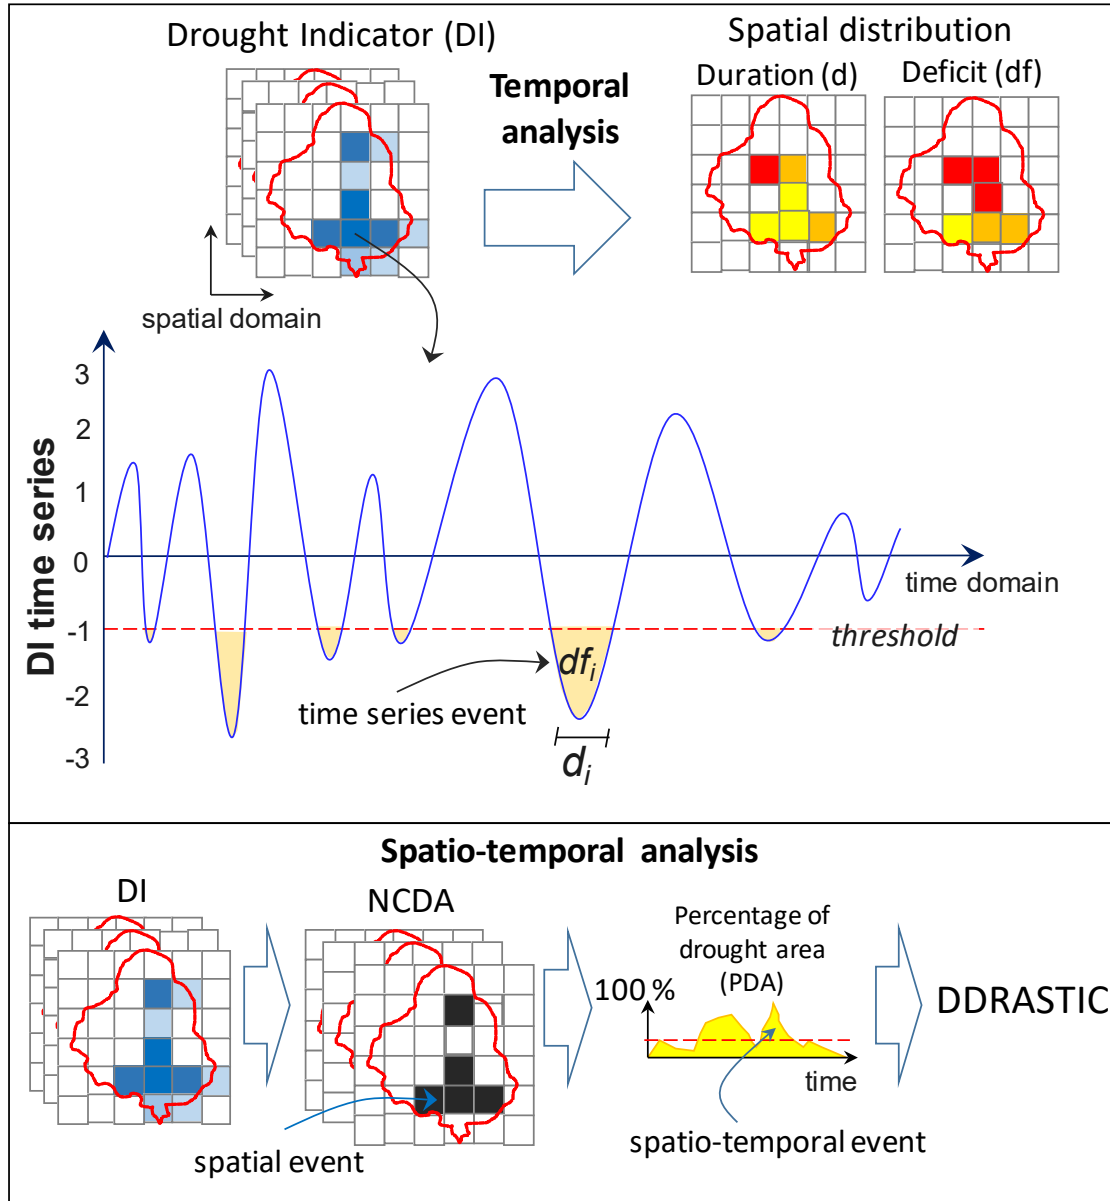 Drought Indicator (DI)
Spatial distribution
Temporal
analysis
Duration (d)
Deficit (df)
spatial domain
DI time series
3
2
1
0
-1
-2
-3
time domain
threshold
df_i
time series event
d_i
Spatio-temporal analysis
DI
NCDA
Percentage of
drought area
(PDA)
100 %
time
DDRASTIC
spatial event
spatio-temporal event